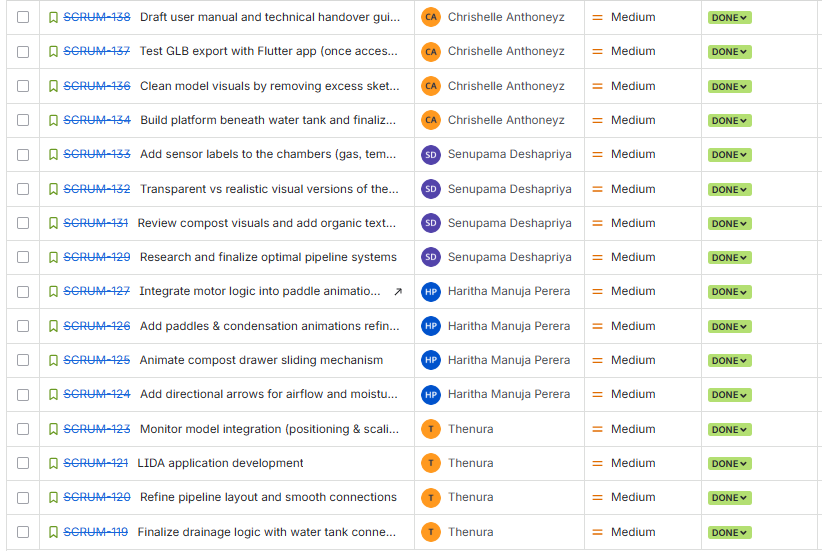 SCRUM-138 Draft user manual and technical handover gui... CA Chrishelle Anthoneyz Medium DONE
SCRUM-137 Test GLB export with Flutter app (once acces... CA Chrishelle Anthoneyz Medium DONE
SCRUM-136 Clean model visuals by removing excess sket... CA Chrishelle Anthoneyz Medium DONE
SCRUM-134 Build platform beneath water tank and finaliz... CA Chrishelle Anthoneyz Medium DONE
SCRUM-133 Add sensor labels to the chambers (gas, tem... SD Senupama Deshapriya Medium DONE
SCRUM-132 Transparent vs realistic visual versions of the... SD Senupama Deshapriya Medium DONE
SCRUM-131 Review compost visuals and add organic text... SD Senupama Deshapriya Medium DONE
SCRUM-129 Research and finalize optimal pipeline systems SD Senupama Deshapriya Medium DONE
SCRUM-127 Integrate motor logic into paddle animatio... HP Haritha Manuja Perera Medium DONE
SCRUM-126 Add paddles & condensation animations refin... HP Haritha Manuja Perera Medium DONE
SCRUM-125 Animate compost drawer sliding mechanism HP Haritha Manuja Perera Medium DONE
SCRUM-124 Add directional arrows for airflow and moistu... HP Haritha Manuja Perera Medium DONE
SCRUM-123 Monitor model integration (positioning & scali... T Thenura Medium DONE
SCRUM-121 LIDA application development T Thenura Medium DONE
SCRUM-120 Refine pipeline layout and smooth connections T Thenura Medium DONE
SCRUM-119 Finalize drainage logic with water tank conne... T Thenura Medium DONE